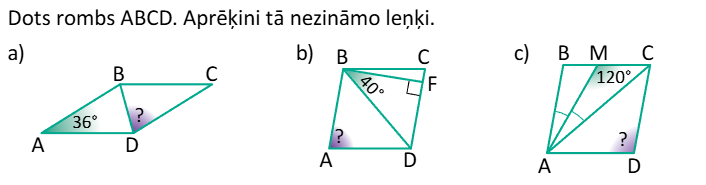 Dots rombs ABCD. Aprēķini tā nezināmo leņķi.
a) b) c)
B C B C B M C
F
36° ? 40° 120°
? ?
A D A D A D